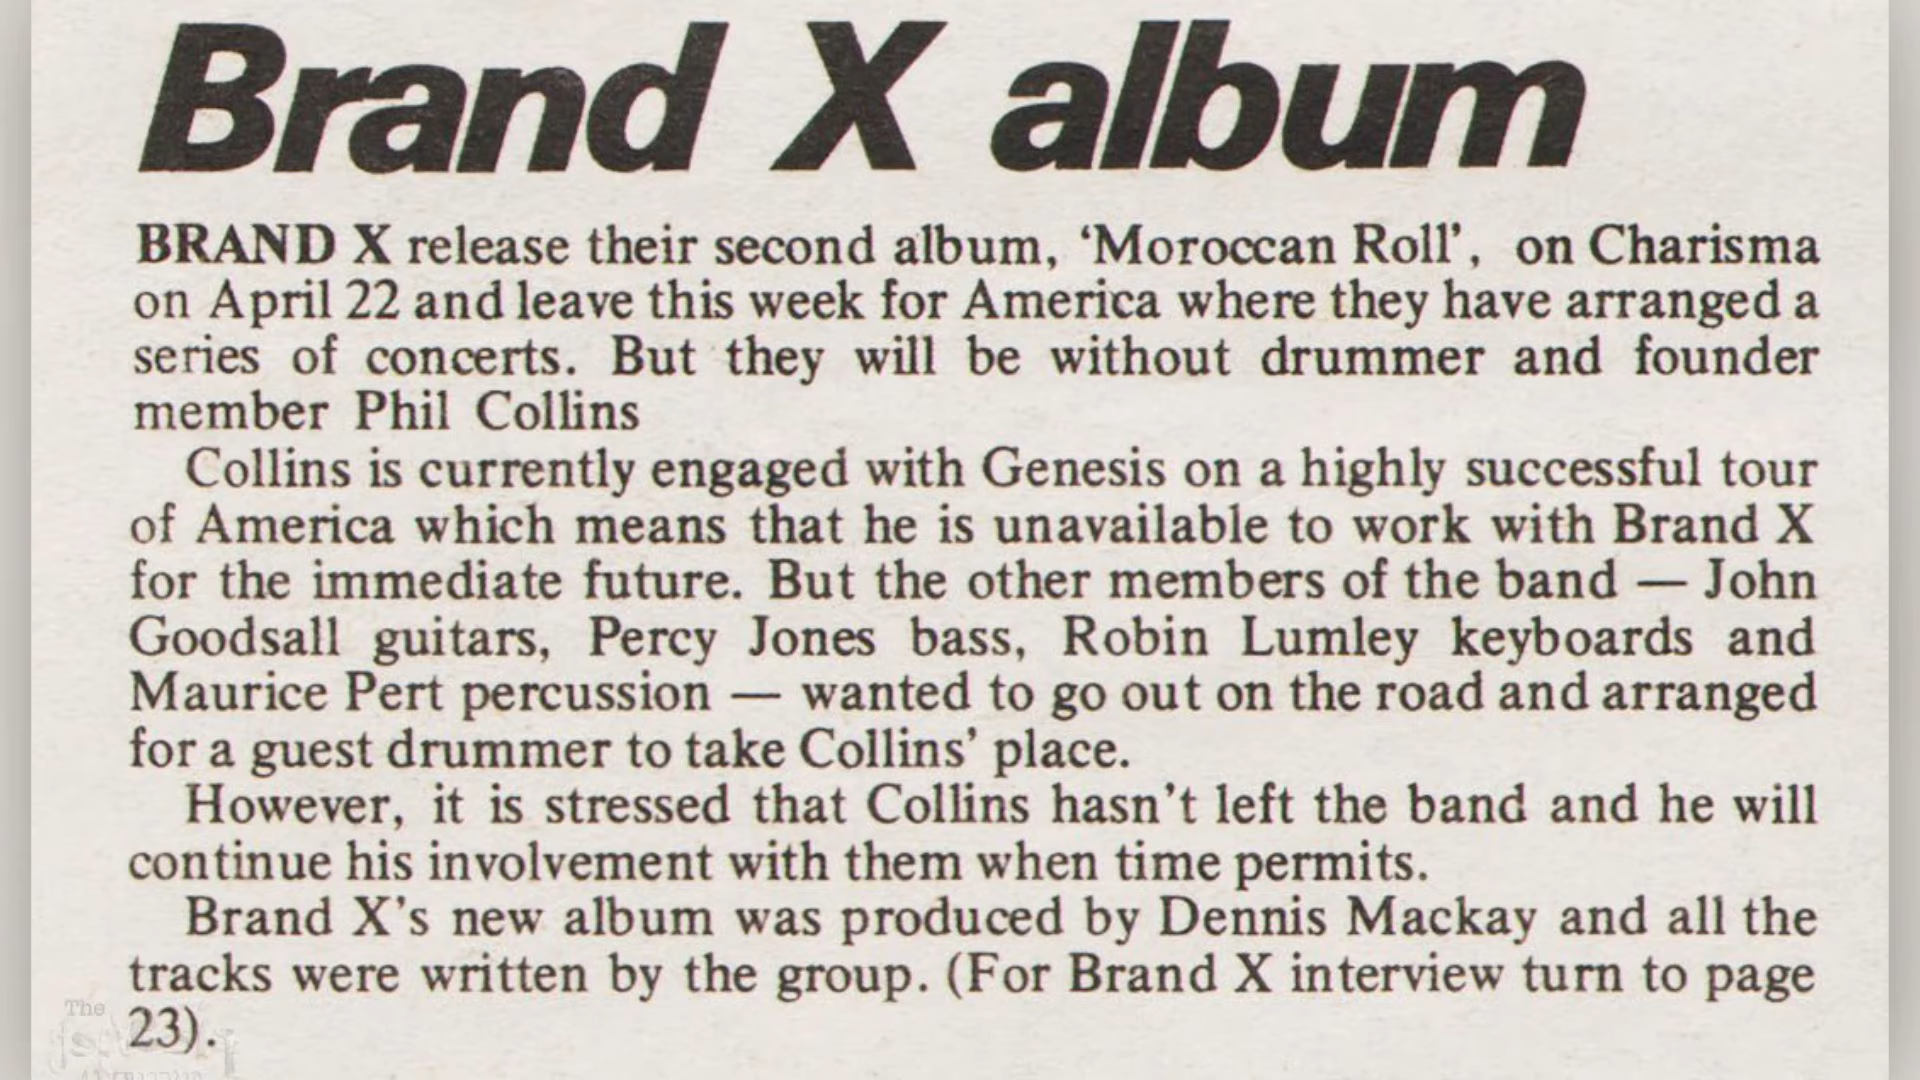 Brand X album
BRAND X release their second album, ‘Moroccan Roll’, on Charisma
on April 22 and leave this week for America where they have arranged a
series of concerts. But they will be without drummer and founder
member Phil Collins
Collins is currently engaged with Genesis on a highly successful tour
of America which means that he is unavailable to work with Brand X
for the immediate future. But the other members of the band — John
Goodsall guitars, Percy Jones bass, Robin Lumley keyboards and
Maurice Pert percussion — wanted to go out on the road and arranged
for a guest drummer to take Collins’ place.
However, it is stressed that Collins hasn’t left the band and he will
continue his involvement with them when time permits.
Brand X’s new album was produced by Dennis Mackay and all the
tracks were written by the group. (For Brand X interview turn to page
23).
The